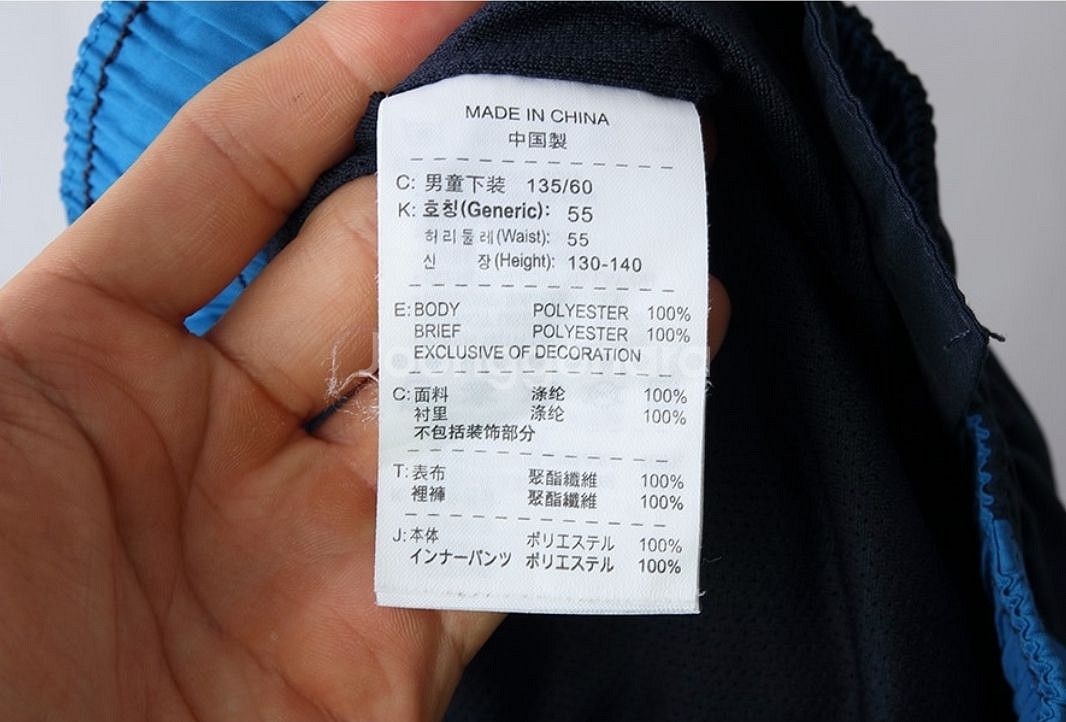 MADE IN CHINA
中国製
C: 男童下装 135/60
K: 호칭(Generic): 55
허리둘레(Waist): 55
신 장(Height): 130-140
E: BODY POLYESTER 100%
BRIEF POLYESTER 100%
EXCLUSIVE OF DECORATION
C: 面料 涤纶 100%
衬里 涤纶 100%
不包括装饰部分
T: 表布 聚酯纖維 100%
裡褲 聚酯纖維 100%
J: 本体 ポリエステル 100%
インナーパンツ ポリエステル 100%